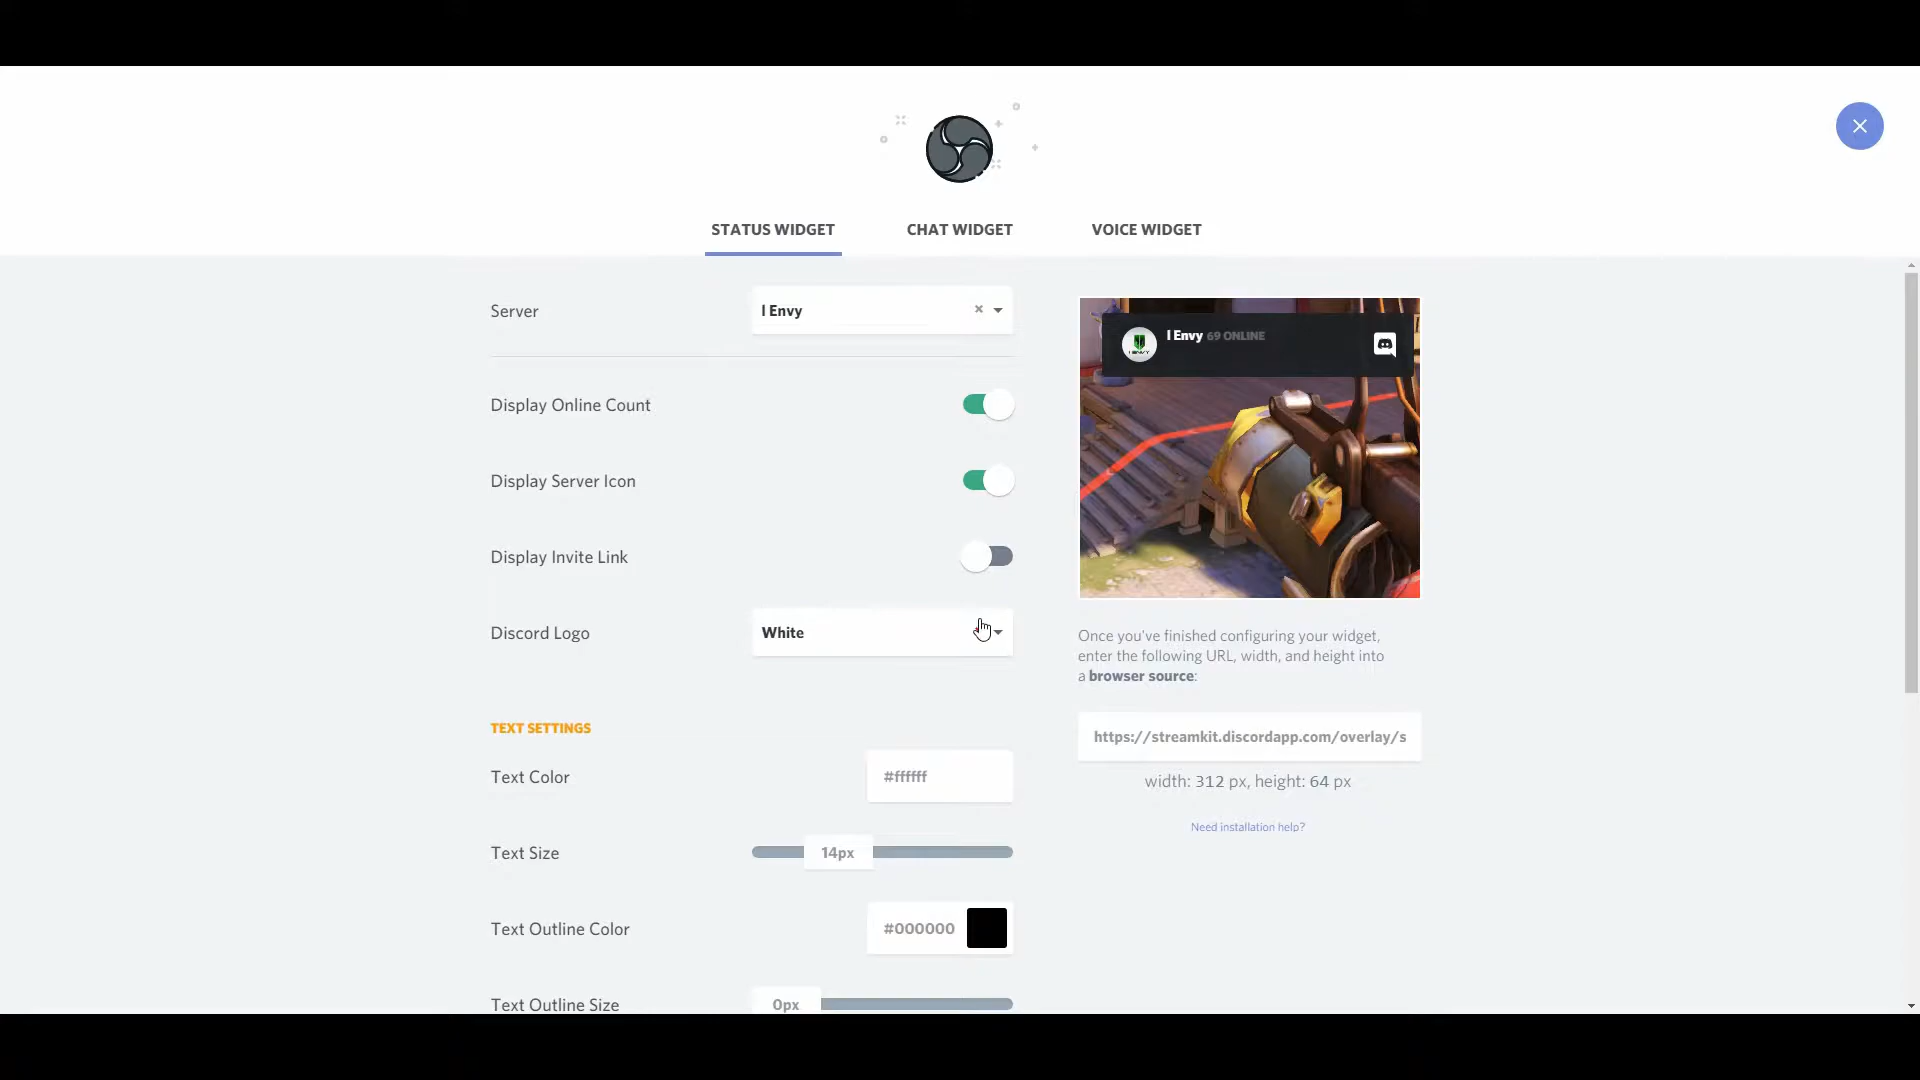 STATUS WIDGET
CHAT WIDGET
VOICE WIDGET
Server
I Envy
×
I Envy 69 ONLINE
Display Online Count
Display Server Icon
Display Invite Link
Discord Logo
White
Once you've finished configuring your widget,
enter the following URL, width, and height into
a browser source:
https://streamkit.discordapp.com/overlay/s
width: 312 px, height: 64 px
Need installation help?
TEXT SETTINGS
Text Color
#ffffff
Text Size
14px
Text Outline Color
#000000
Text Outline Size
0px